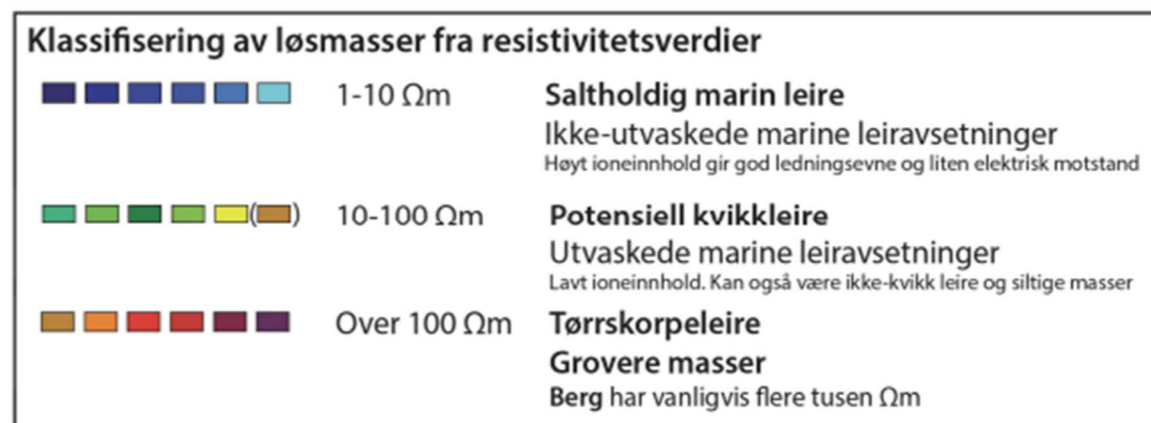 Klassifisering av løsmasser fra resistivitetsverdier
1-10 Ωm Saltholdig marin leire
Ikke-utvaskede marine leiravsetninger
Høyt ioneinnhold gir god ledningsevne og liten elektrisk motstand
( ) 10-100 Ωm Potensiell kvikkleire
Utvaskede marine leiravsetninger
Lavt ioneinnhold. Kan også være ikke-kvikk leire og siltige masser
Over 100 Ωm Tørrskorpeleire
Grovere masser
Berg har vanligvis flere tusen Ωm